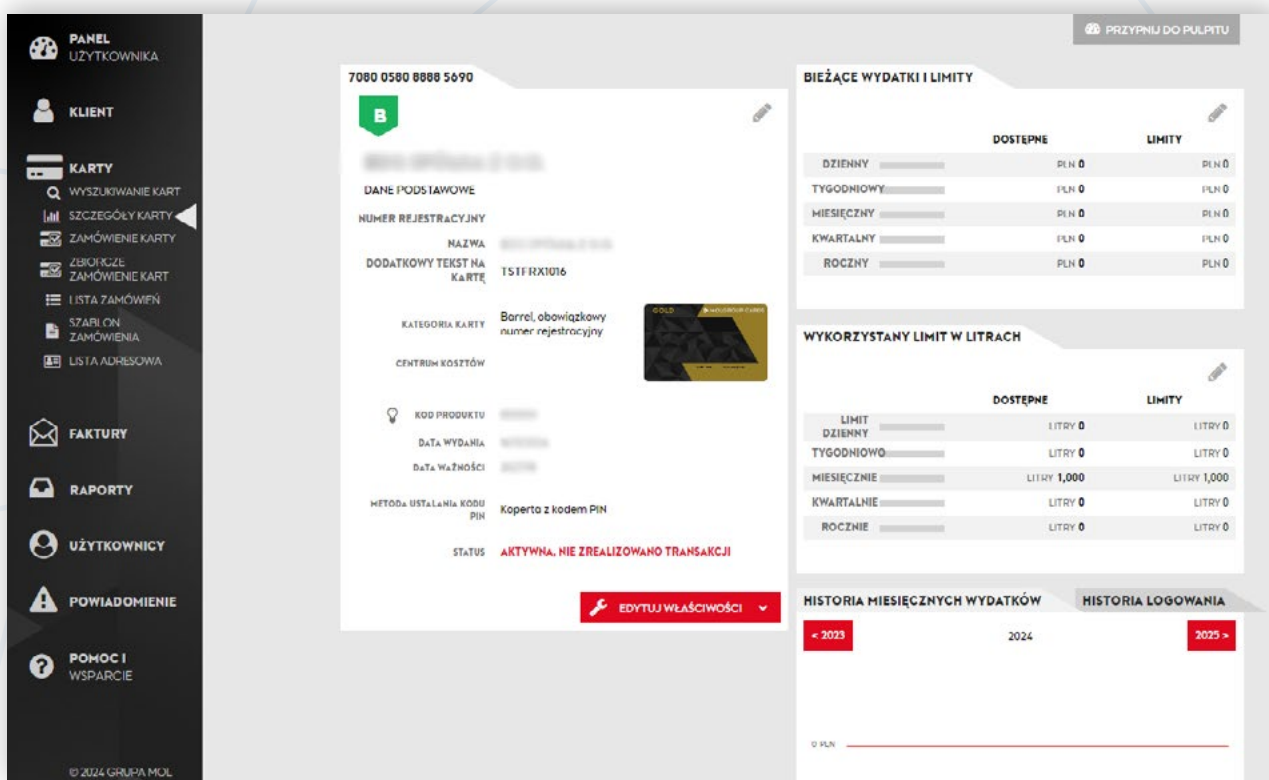 PANEL
UŻYTKOWNIKA
KLIENT
KARTY
WYSZUKIWANIE KART
SZCZEGÓŁY KARTY
ZAMÓWIENIE KARTY
ZBIORCZE
ZAMÓWIENIE KART
LISTA ZAMÓWIEŃ
SZABLON
ZAMÓWIENIA
LISTA ADRESOWA
FAKTURY
RAPORTY
UŻYTKOWNICY
POWIADOMIENIE
POMOC I
WSPARCIE
© 2024 GRUPA MOL
PRZYPNIJ DO PULPITU
7080 0580 8888 5690
B
DANE PODSTAWOWE
NUMER REJESTRACYJNY
NAZWA
DODATKOWY TEKST NA
KARTĘ
TSTFRX1016
KATEGORIA KARTY
Barrel, obowiązkowy
numer rejestracyjny
GOLD
MOLGROUP CARDS
CENTRUM KOSZTÓW
KOD PRODUKTU
DATA WYDANIA
DATA WAŻNOŚCI
METODA USTALANIA KODU
PIN
Koperta z kodem PIN
STATUS AKTYWNA, NIE ZREALIZOWANO TRANSAKCJI
EDYTUJ WŁAŚCIWOŚCI
BIEŻĄCE WYDATKI I LIMITY
DOSTĘPNE LIMITY
DZIENNY PLN 0 PLN 0
TYGODNIOWY PLN 0 PLN 0
MIESIĘCZNY PLN 0 PLN 0
KWARTALNY PLN 0 PLN 0
ROCZNY PLN 0 PLN 0
WYKORZYSTANY LIMIT W LITRACH
DOSTĘPNE LIMITY
LIMIT
DZIENNY LITRY 0 LITRY 0
TYGODNIOWO LITRY 0 LITRY 0
MIESIĘCZNIE LITRY 1,000 LITRY 1,000
KWARTALNIE LITRY 0 LITRY 0
ROCZNIE LITRY 0 LITRY 0
HISTORIA MIESIĘCZNYCH WYDATKÓW HISTORIA LOGOWANIA
< 2023 2024 2025 >
0 PLN